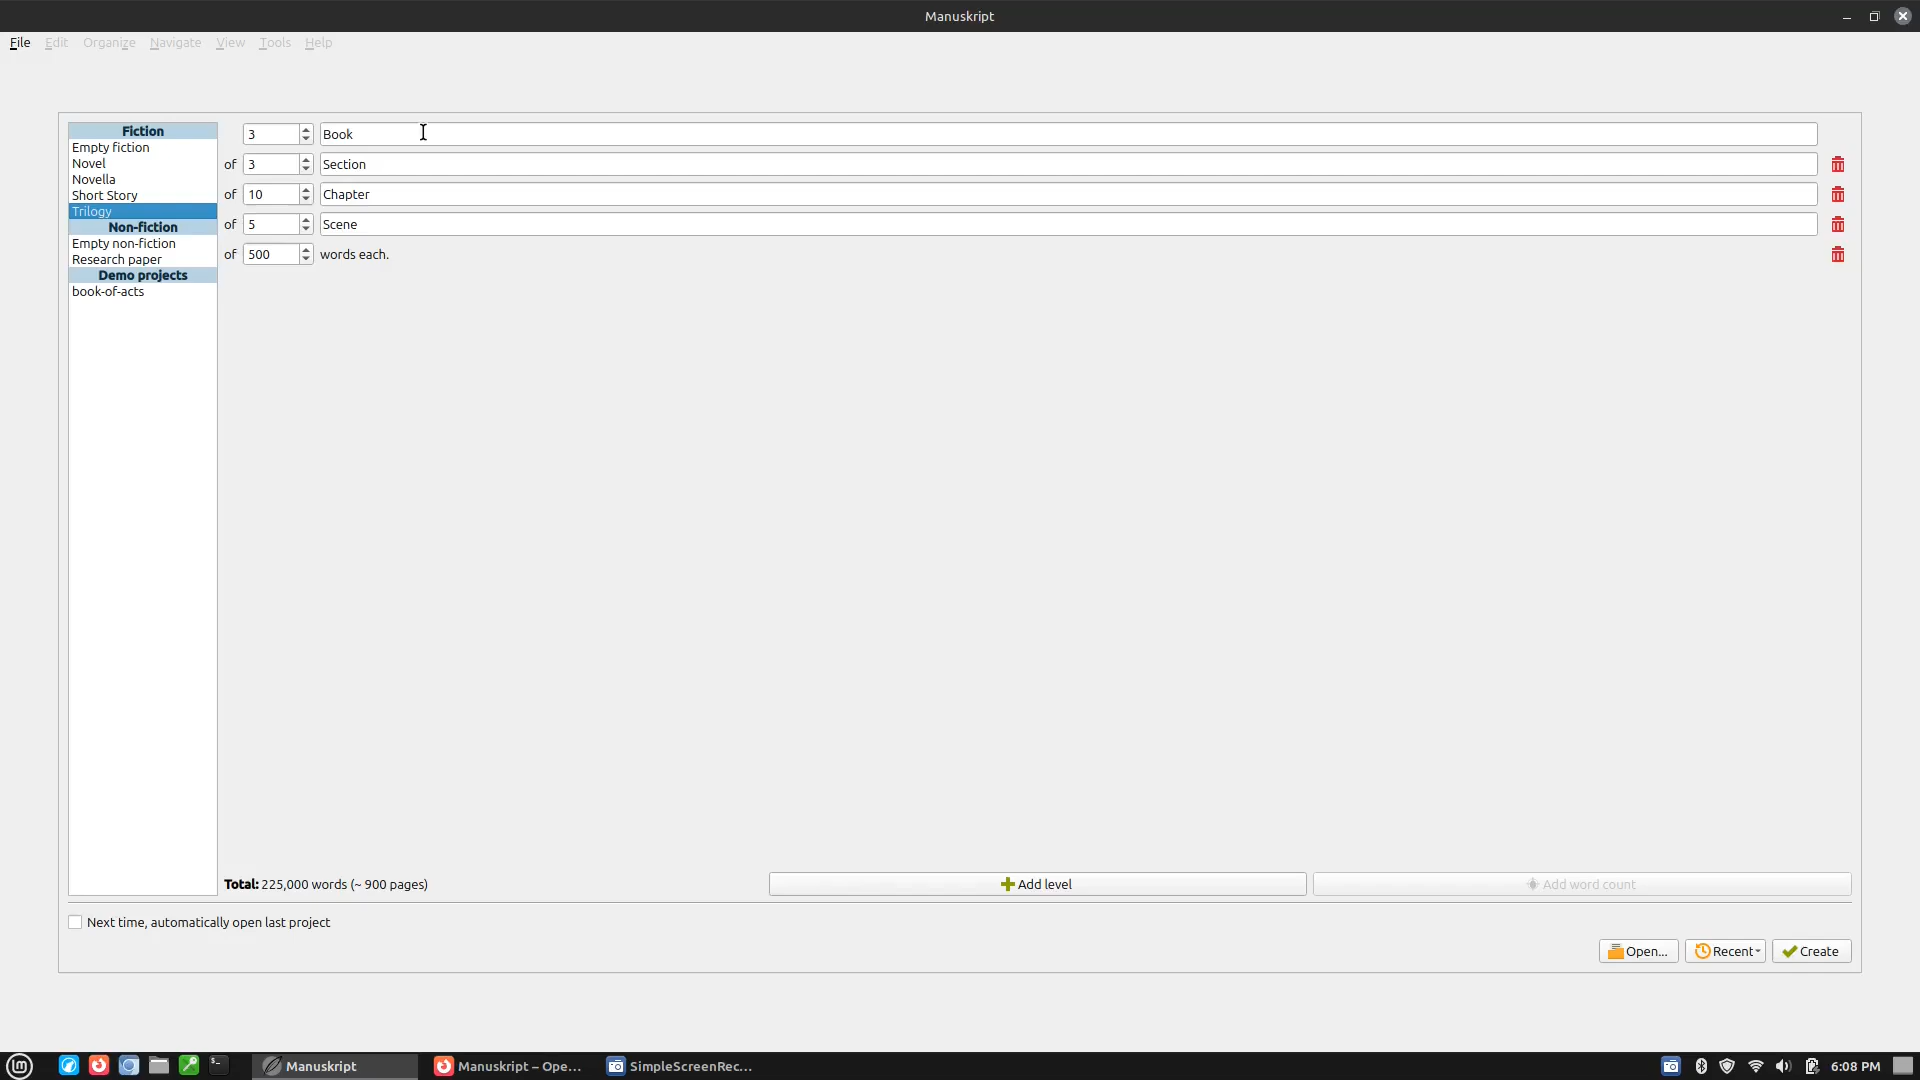 Manuskript
File Edit Organize Navigate View Tools Help
Fiction
Empty fiction
Novel
Novella
Short Story
Trilogy
Non-fiction
Empty non-fiction
Research paper
Demo projects
book-of-acts
3 Book
of 3 Section
of 10 Chapter
of 5 Scene
of 500 words each.
Total: 225,000 words (~ 900 pages)
Add level
Add word count
Next time, automatically open last project
Open...
Recent
Create
Manuskript
Manuskript – Ope...
SimpleScreenRec...
6:08 PM